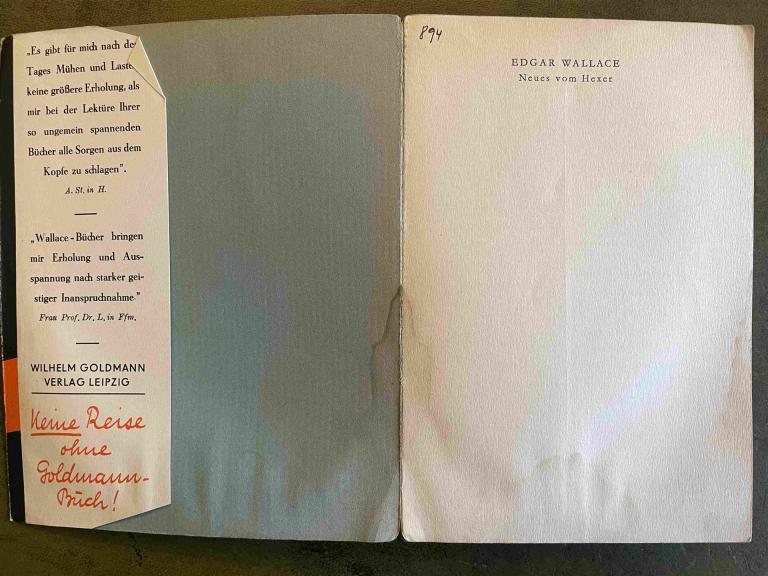 „Es gibt für mich nach de
Tages Mühen und Laste
keine größere Erholung, als
mir bei der Lektüre Ihrer
so ungemein spannenden
Bücher alle Sorgen aus dem
Kopfe zu schlagen”.
A. St. in H.
„Wallace-Bücher bringen
mir Erholung und Aus-
spannung nach starker gei-
stiger Inanspruchnahme”
Frau Prof. Dr. L. in Ffm.
WILHELM GOLDMANN
VERLAG LEIPZIG
Keine Reise
ohne
Goldmann-
Buch!
894
EDGAR WALLACE
Neues vom Hexer